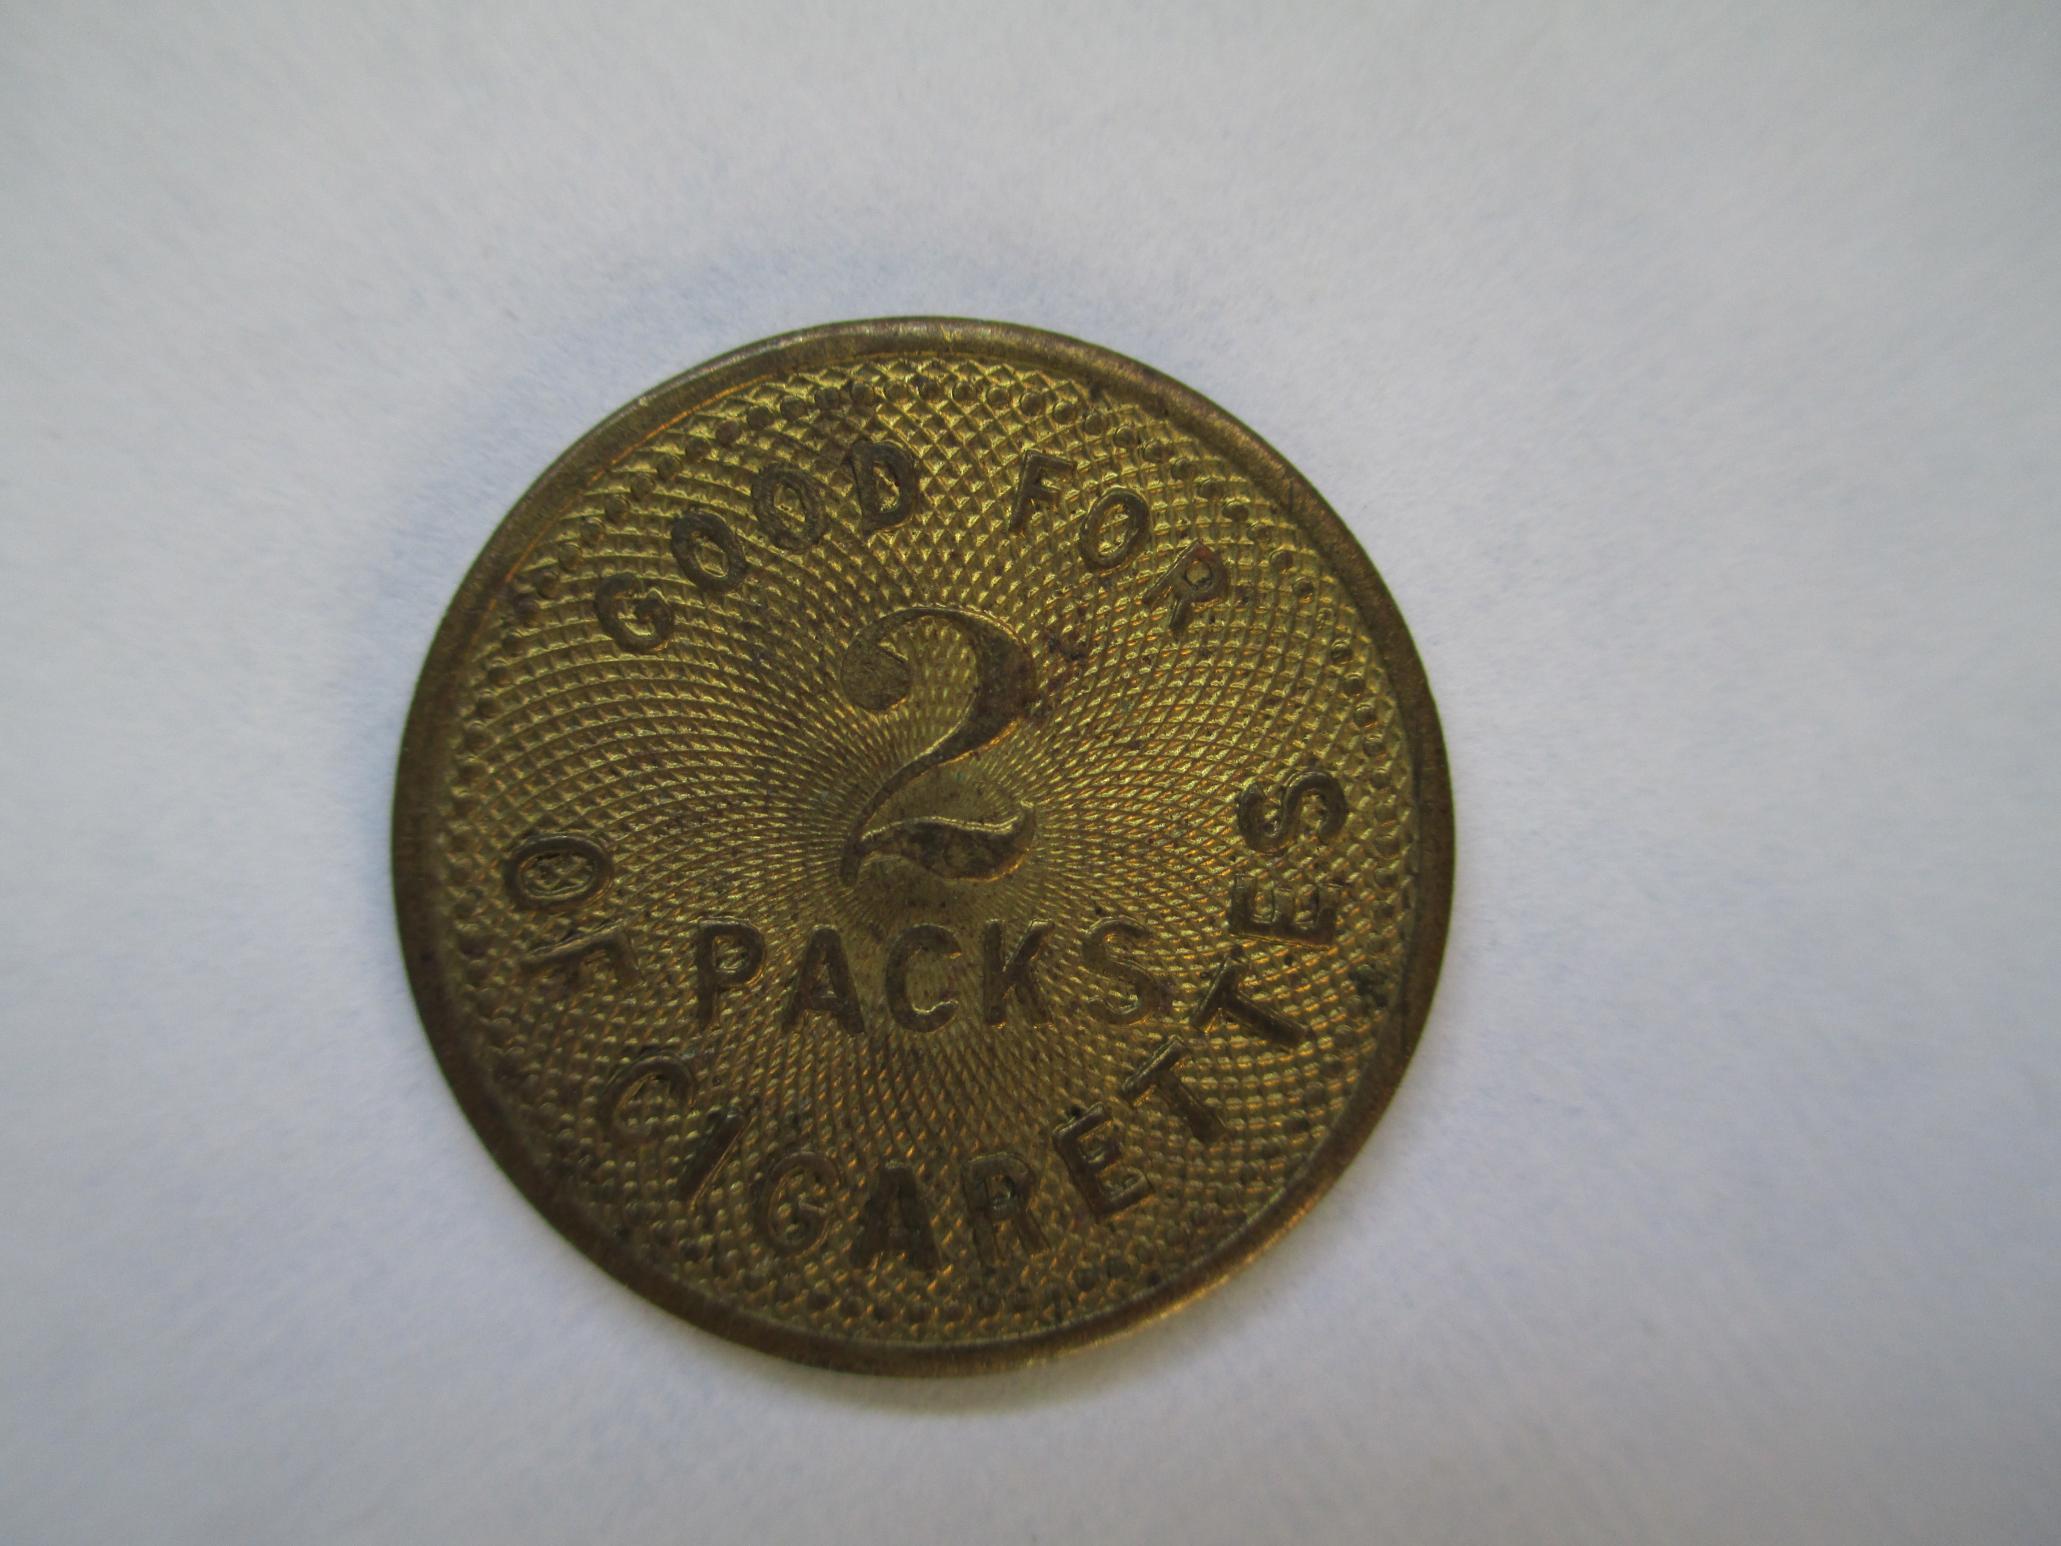 GOOD FOR
2
PACKS
OF CIGARETTES